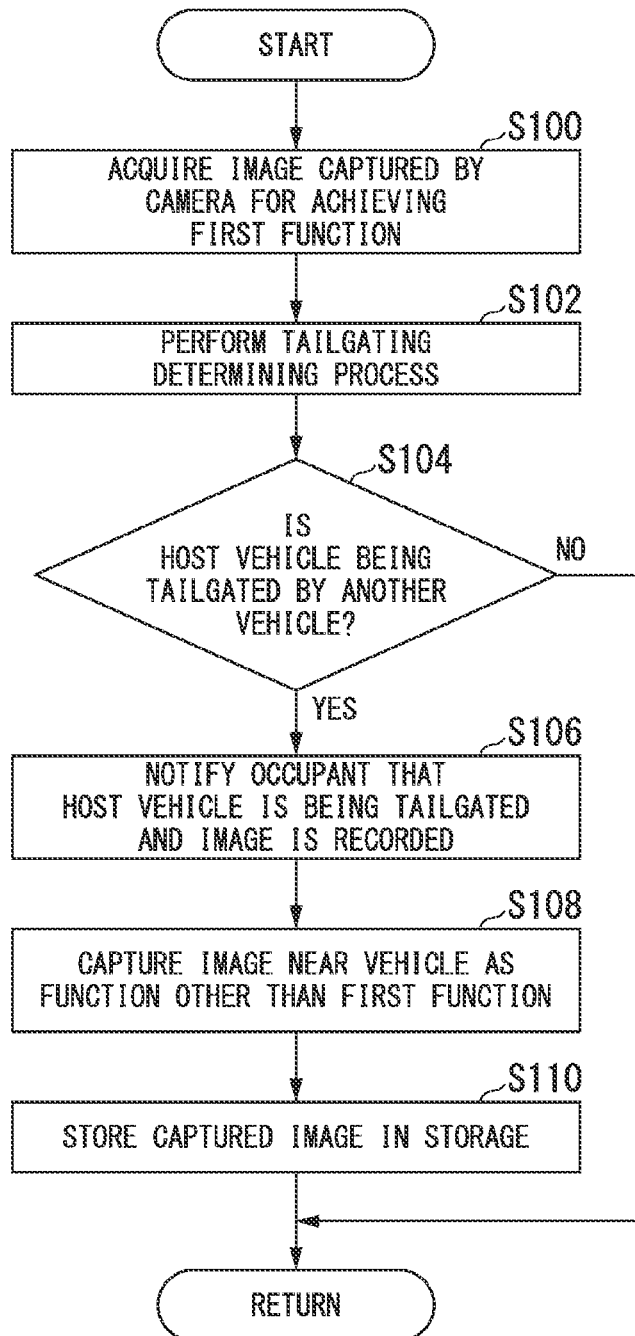 START
S100
ACQUIRE IMAGE CAPTURED BY
CAMERA FOR ACHIEVING
FIRST FUNCTION
S102
PERFORM TAILGATING
DETERMINING PROCESS
S104
IS
HOST VEHICLE BEING
TAILGATED BY ANOTHER
VEHICLE?
NO
YES
S106
NOTIFY OCCUPANT THAT
HOST VEHICLE IS BEING TAILGATED
AND IMAGE IS RECORDED
S108
CAPTURE IMAGE NEAR VEHICLE AS
FUNCTION OTHER THAN FIRST FUNCTION
S110
STORE CAPTURED IMAGE IN STORAGE
RETURN